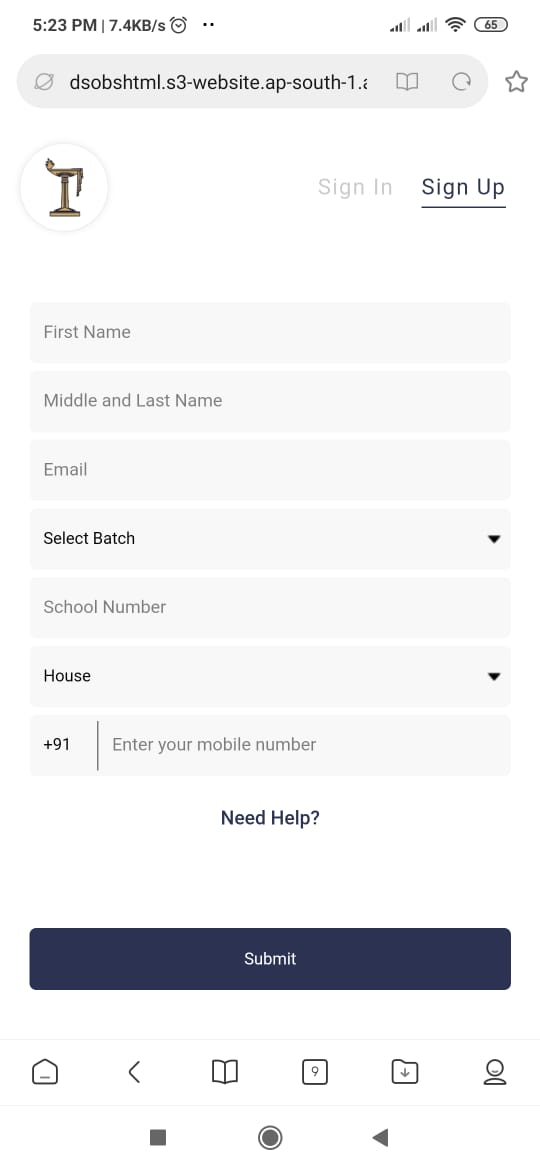 5:23 PM | 7.4KB/s
65
dsobshtml.s3-website.ap-south-1.a
Sign In Sign Up
First Name
Middle and Last Name
Email
Select Batch
School Number
House
+91 Enter your mobile number
Need Help?
Submit
9